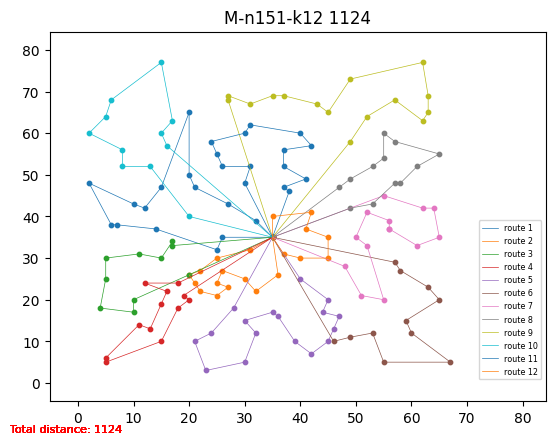 M-n151-k12 1124
80
70
60
50
40
30
20
10
0
route 1
route 2
route 3
route 4
route 5
route 6
route 7
route 8
route 9
route 10
route 11
route 12
0 10 20 30 40 50 60 70 80
Total distance: 1124